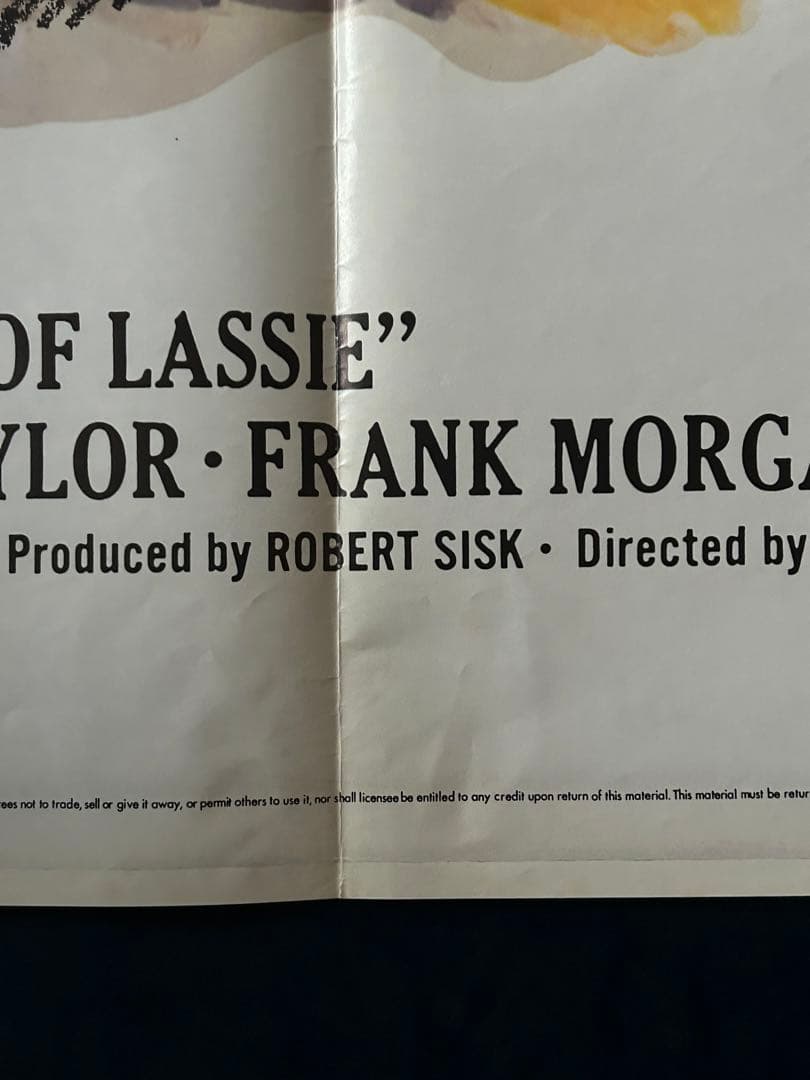 OF LASSIE”
YLOR · FRANK MORGA
Produced by ROBERT SISK · Directed by
ees not to trade, sell or give it away, or permit others to use it, nor shall licensee be entitled to any credit upon return of this material. This material must be retur